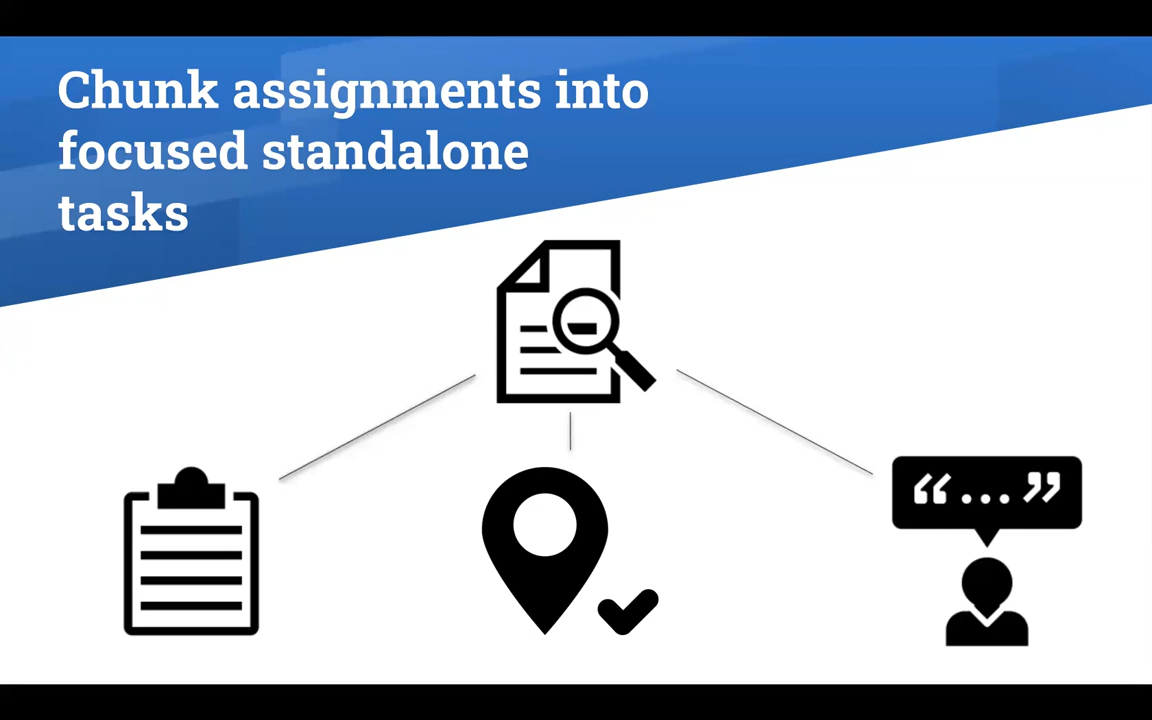 Chunk assignments into
focused standalone
tasks
“...”